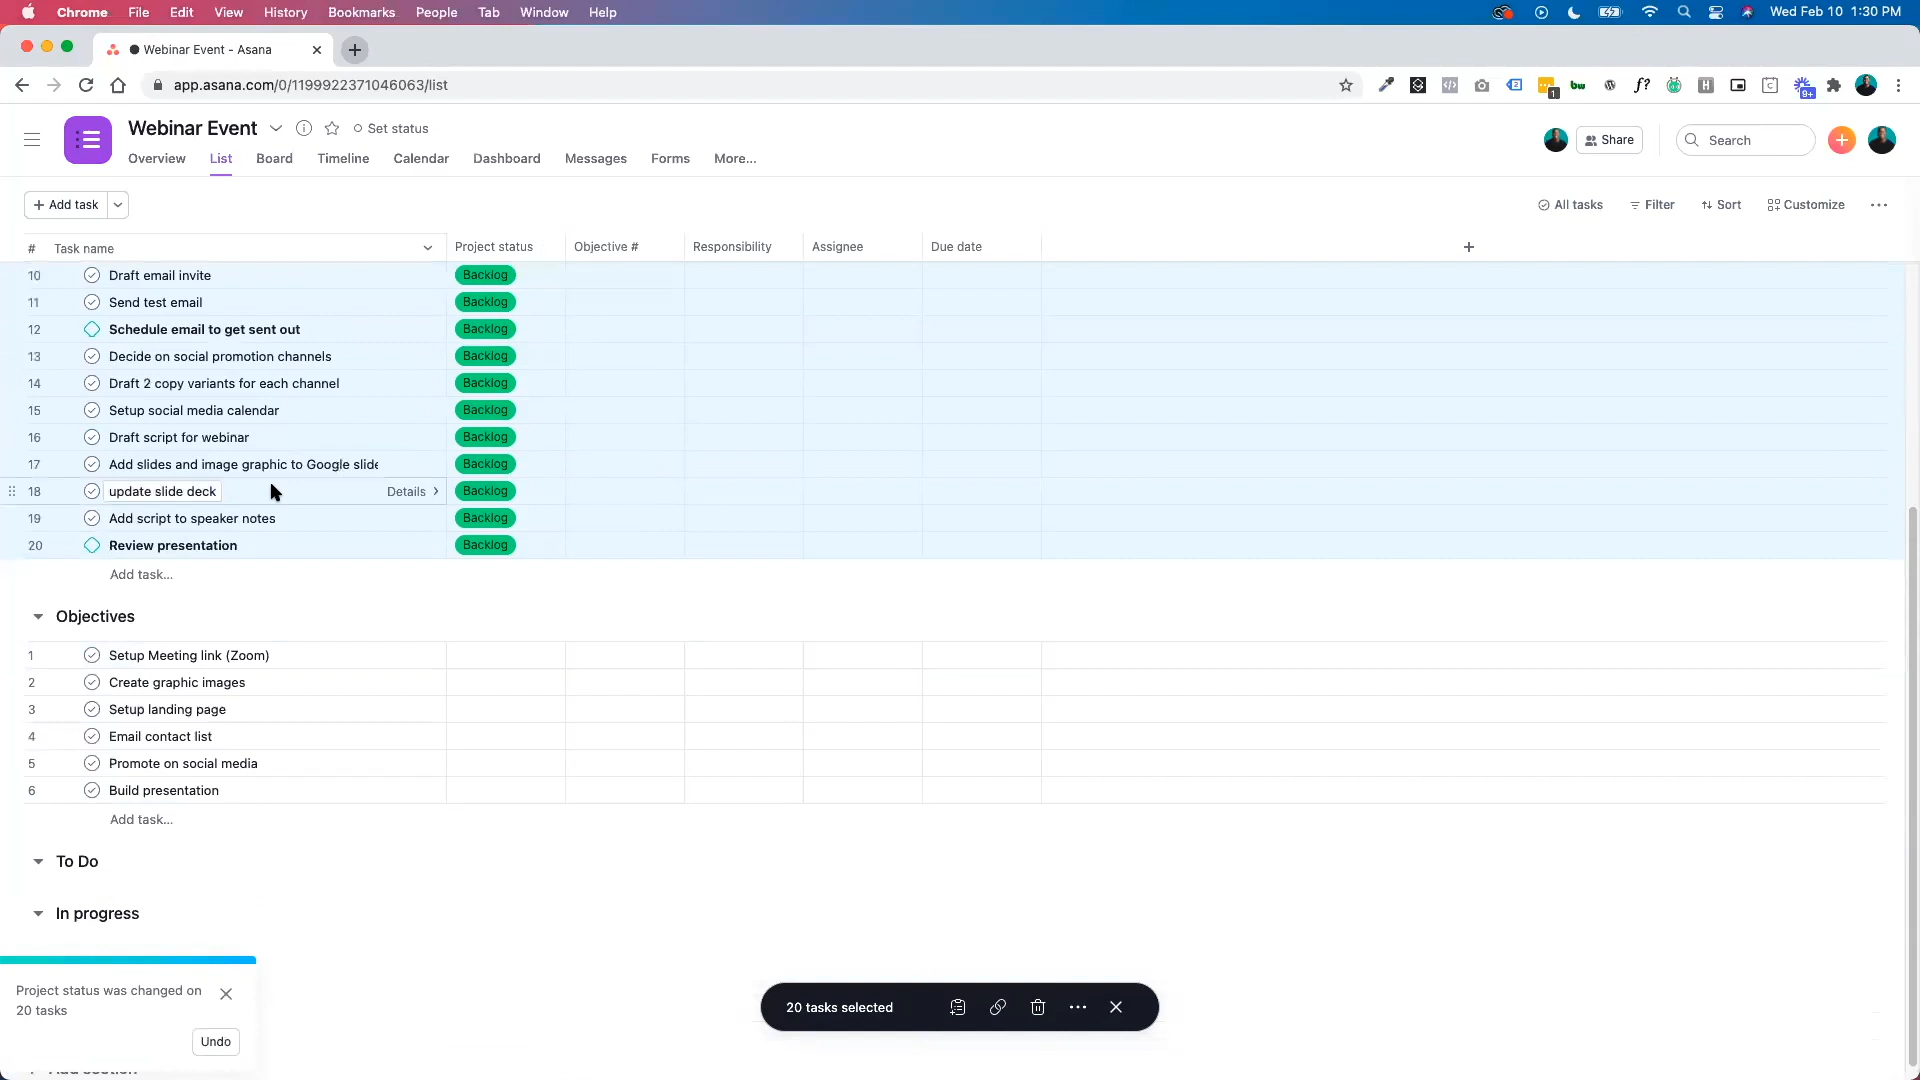 Chrome File Edit View History Bookmarks People Tab Window Help Wed Feb 10 1:30 PM
Webinar Event - Asana
app.asana.com/0/1199922371046063/list
1 bw f? H C 9+
Webinar Event Set status
Share Search
Overview List Board Timeline Calendar Dashboard Messages Forms More...
+ Add task All tasks Filter Sort Customize
# Task name Project status Objective # Responsibility Assignee Due date +
10 Draft email invite Backlog
11 Send test email Backlog
12 Schedule email to get sent out Backlog
13 Decide on social promotion channels Backlog
14 Draft 2 copy variants for each channel Backlog
15 Setup social media calendar Backlog
16 Draft script for webinar Backlog
17 Add slides and image graphic to Google slide Backlog
18 update slide deck Details Backlog
19 Add script to speaker notes Backlog
20 Review presentation Backlog
Add task...
Objectives
1 Setup Meeting link (Zoom)
2 Create graphic images
3 Setup landing page
4 Email contact list
5 Promote on social media
6 Build presentation
Add task...
To Do
In progress
Project status was changed on
20 tasks
Undo
20 tasks selected